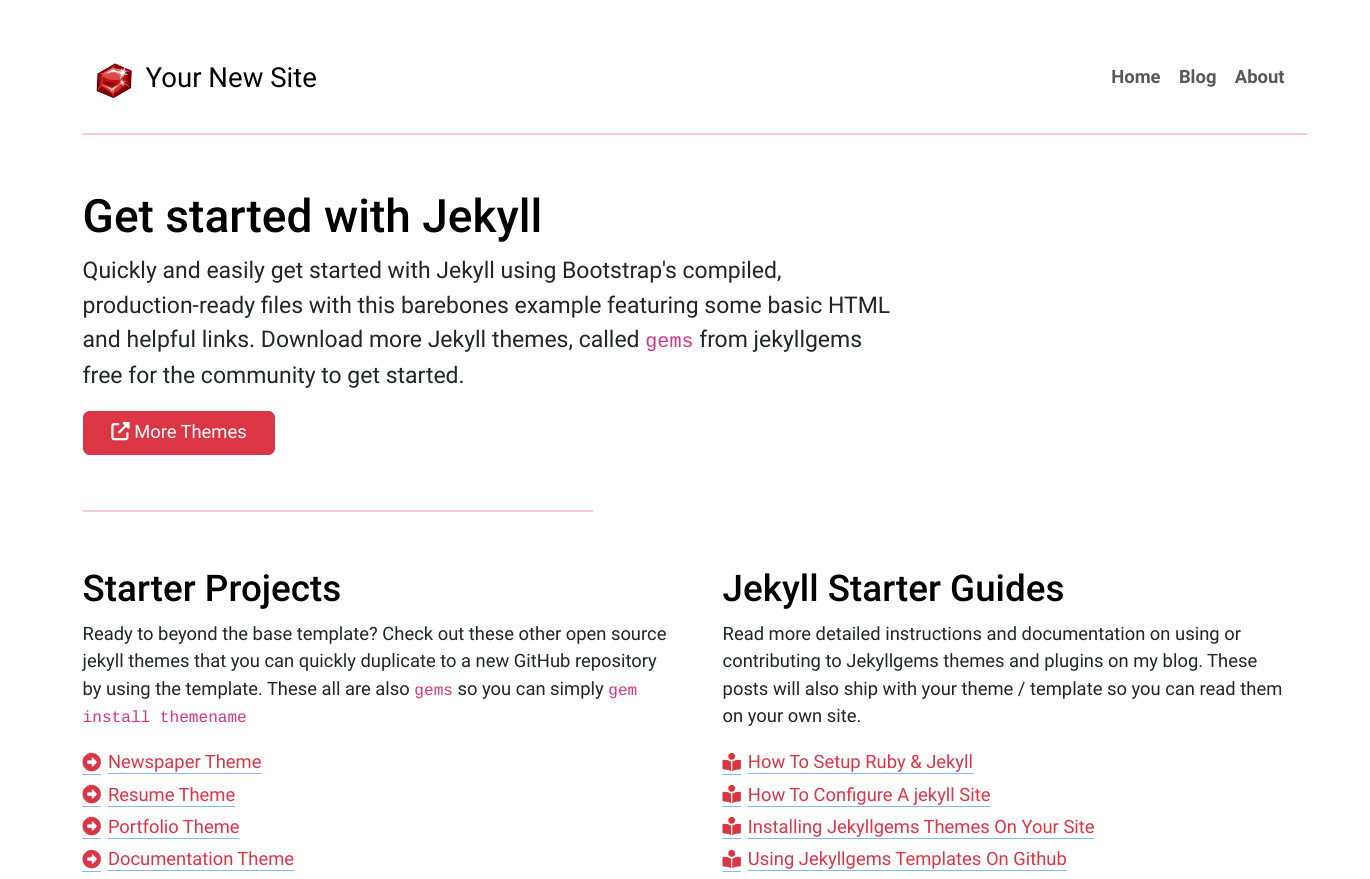 Your New Site
Home Blog About
Get started with Jekyll
Quickly and easily get started with Jekyll using Bootstrap's compiled,
production-ready files with this barebones example featuring some basic HTML
and helpful links. Download more Jekyll themes, called gems from jekyllgems
free for the community to get started.
More Themes
Starter Projects
Ready to beyond the base template? Check out these other open source
jekyll themes that you can quickly duplicate to a new GitHub repository
by using the template. These all are also gems so you can simply gem
install themename
Newspaper Theme
Resume Theme
Portfolio Theme
Documentation Theme
Jekyll Starter Guides
Read more detailed instructions and documentation on using or
contributing to Jekyllgems themes and plugins on my blog. These
posts will also ship with your theme / template so you can read them
on your own site.
How To Setup Ruby & Jekyll
How To Configure A jekyll Site
Installing Jekyllgems Themes On Your Site
Using Jekyllgems Templates On Github